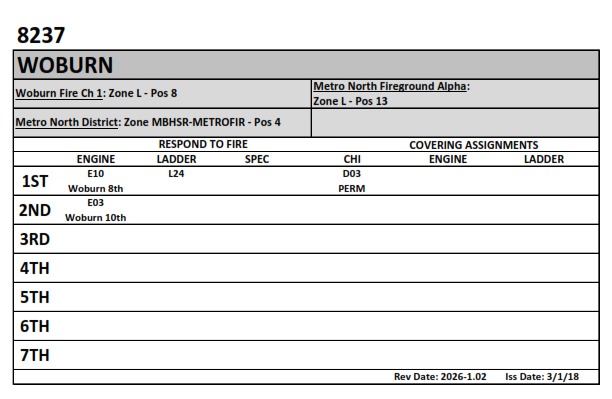 8237
WOBURN
Woburn Fire Ch 1: Zone L - Pos 8
Metro North Fireground Alpha:
Zone L - Pos 13
Metro North District: Zone MBHSR-METROFIR - Pos 4
RESPOND TO FIRE COVERING ASSIGNMENTS
ENGINE LADDER SPEC CHI ENGINE LADDER
1ST E10 L24 D03
Woburn 8th PERM
2ND E03
Woburn 10th
3RD
4TH
5TH
6TH
7TH
Rev Date: 2026-1.02 Iss Date: 3/1/18